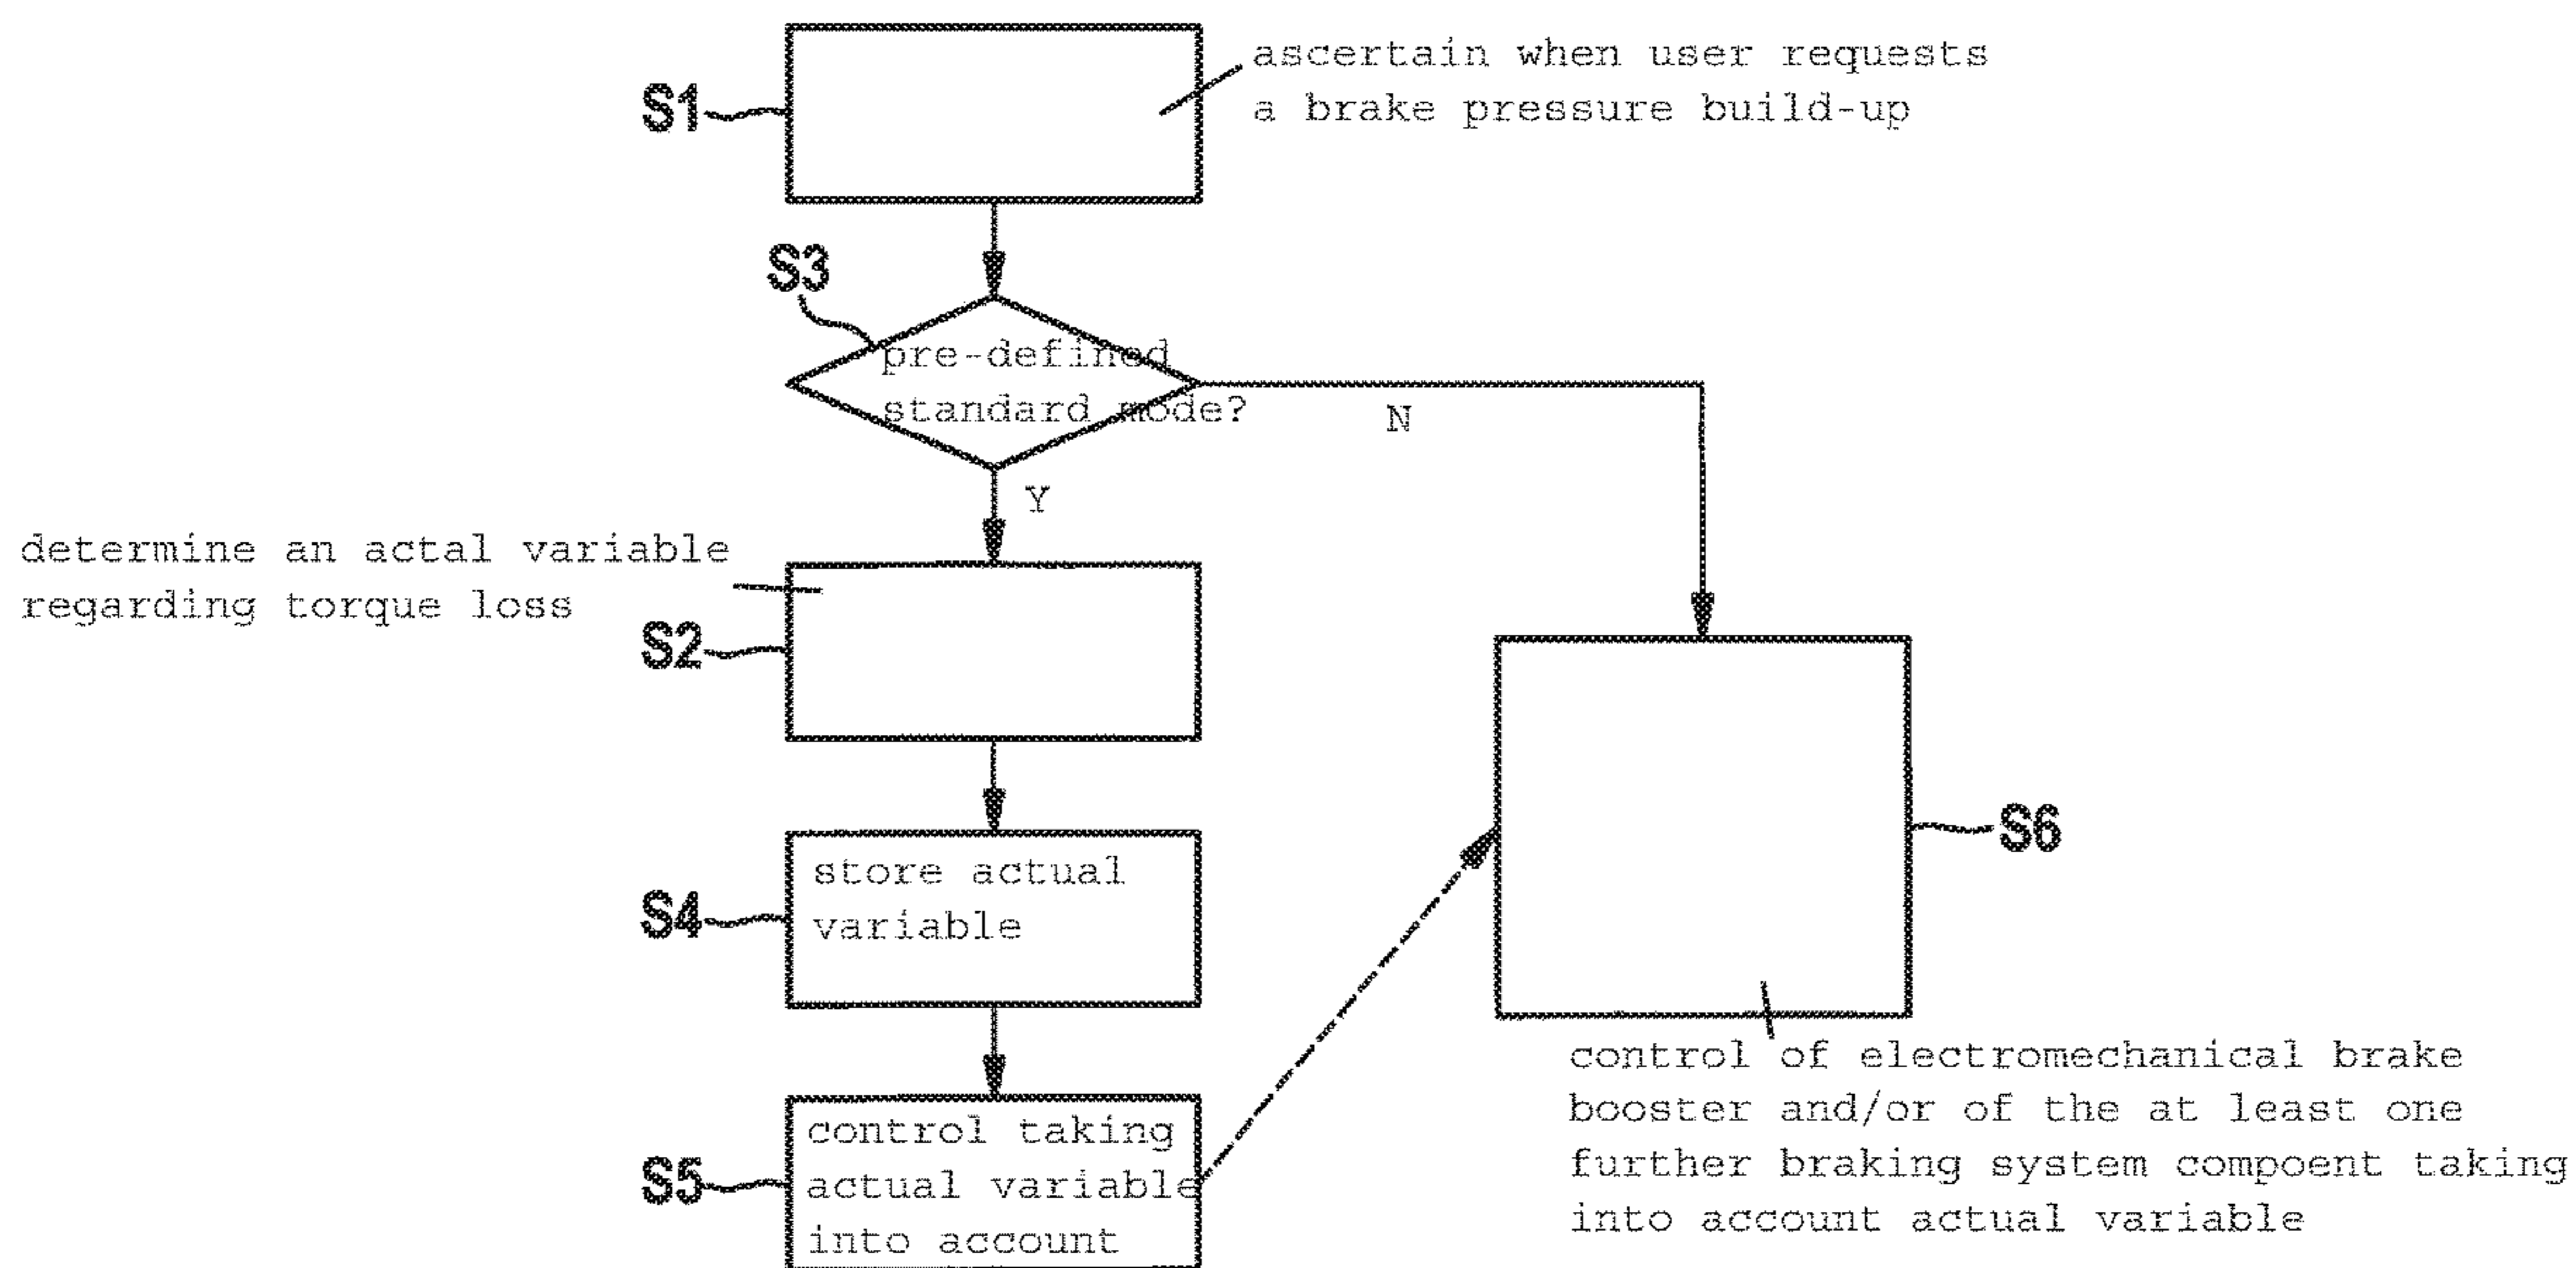 ascertain when user requests
a brake pressure build-up
S1
S3
pre-defined
standard mode?
N
Y
determine an actal variable
regarding torque loss
S2
store actual
variable
S4
S6
control taking
actual variable
into account
S5
control of electromechanical brake
booster and/or of the at least one
further braking system compoent taking
into account actual variable